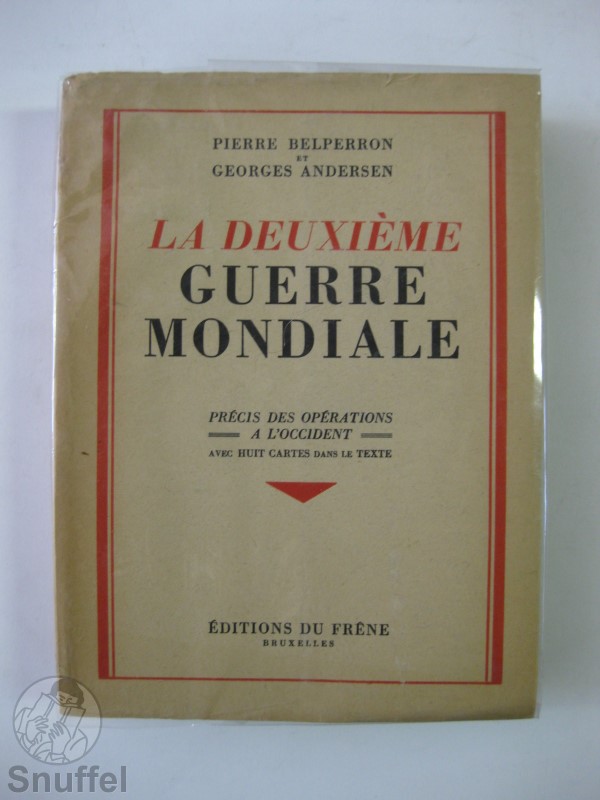 PIERRE BELPERRON
ET
GEORGES ANDERSEN
LA DEUXIÈME
GUERRE
MONDIALE
PRÉCIS DES OPÉRATIONS
A L'OCCIDENT
AVEC HUIT CARTES DANS LE TEXTE
ÉDITIONS DU FRÊNE
BRUXELLES
Snuffel